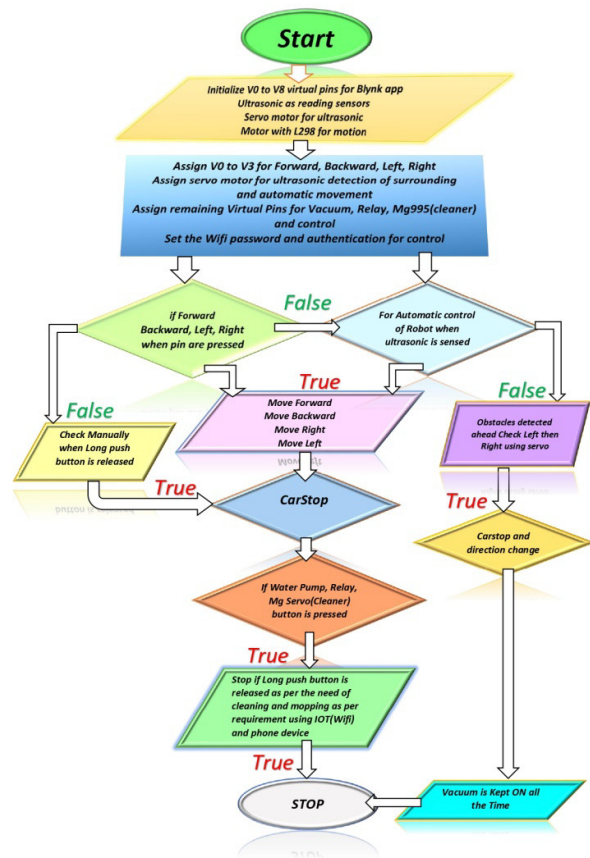 Start
Initialize V0 to V8 virtual pins for Blynk app
Ultrasonic as reading sensors
Servo motor for ultrasonic
Motor with L298 for motion
Assign V0 to V3 for Forward, Backward, Left, Right
Assign servo motor for ultrasonic detection of surrounding
and automatic movement
Assign remaining Virtual Pins for Vacuum, Relay, Mg995(cleaner)
and control
Set the Wifi password and authentication for control
if Forward
Backward, Left, Right
when pin are pressed
False
For Automatic control
of Robot when
ultrasonic is sensed
False
Check Manually
when Long push
button is released
True
Move Forward
Move Backward
Move Right
Move Left
False
Obstacles detected
ahead Check Left then
Right using servo
True
CarStop
True
Carstop and
direction change
If Water Pump, Relay,
Mg Servo(Cleaner)
button is pressed
True
Stop if Long push button is
released as per the need of
cleaning and mopping as per
requirement using IOT(Wifi)
and phone device
True
STOP
Vacuum is Kept ON all
the Time